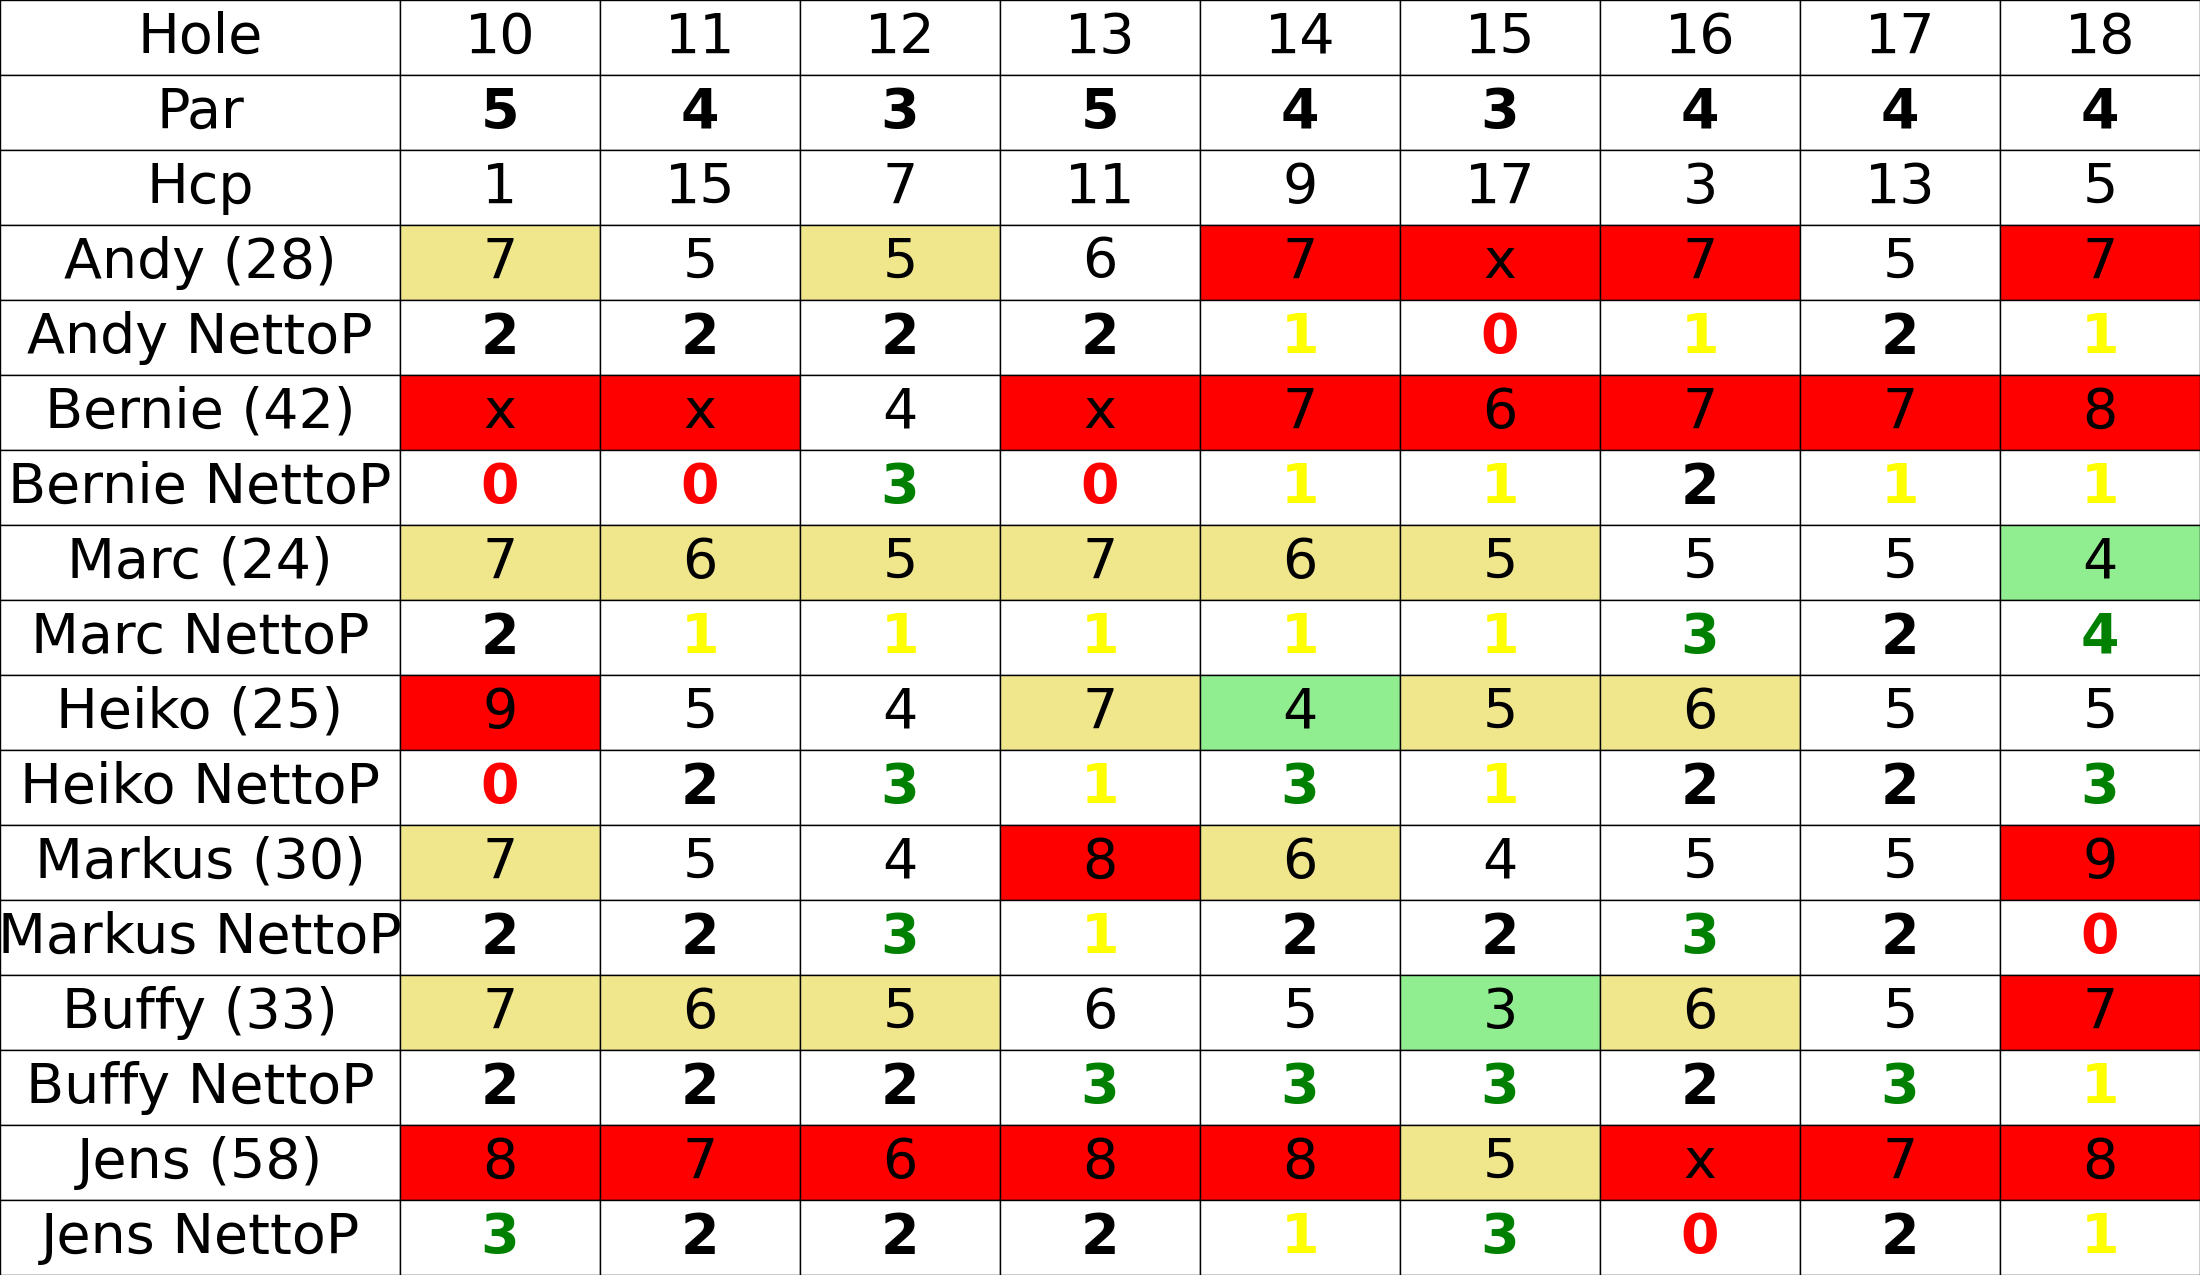 Hole 10 11 12 13 14 15 16 17 18
Par 5 4 3 5 4 3 4 4 4
Hcp 1 15 7 11 9 17 3 13 5
Andy (28) 7 5 5 6 7 x 7 5 7
Andy NettoP 2 2 2 2 1 0 1 2 1
Bernie (42) x x 4 x 7 6 7 7 8
Bernie NettoP 0 0 3 0 1 1 2 1 1
Marc (24) 7 6 5 7 6 5 5 5 4
Marc NettoP 2 1 1 1 1 1 3 2 4
Heiko (25) 9 5 4 7 4 5 6 5 5
Heiko NettoP 0 2 3 1 3 1 2 2 3
Markus (30) 7 5 4 8 6 4 5 5 9
Markus NettoP 2 2 3 1 2 2 3 2 0
Buffy (33) 7 6 5 6 5 3 6 5 7
Buffy NettoP 2 2 2 3 3 3 2 3 1
Jens (58) 8 7 6 8 8 5 x 7 8
Jens NettoP 3 2 2 2 1 3 0 2 1